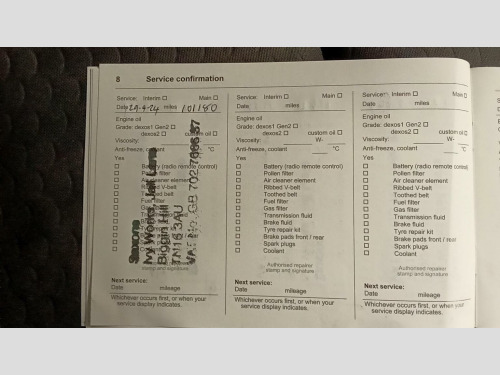 8 Service confirmation
Service: Interim Main
Date 29-4-24 miles 101180
Engine oil
Grade: dexos1 Gen2
dexos2 custom oil
Viscosity:
Anti-freeze, coolant °C
Yes
Battery (radio remote control)
Pollen filter
Air cleaner element
Ribbed V-belt
Toothed belt
Fuel filter
Biggin Hill
TN16 3AU
stamp and signature
Next service:
Date mileage
Whichever occurs first, or when your
service display indicates.
Service: Interim Main
Date miles
Engine oil
Grade: dexos1 Gen2
dexos2 custom oil
Viscosity: W-
Anti-freeze, coolant °C
Yes
Battery (radio remote control)
Pollen filter
Air cleaner element
Ribbed V-belt
Toothed belt
Fuel filter
Gas filter
Transmission fluid
Brake fluid
Tyre repair kit
Brake pads front / rear
Spark plugs
Coolant
Authorised repairer
stamp and signature
Next service:
Date mileage
Whichever occurs first, or when your
service display indicates.
Service: Interim Main
Date miles
Engine oil
Grade: dexos1 Gen2
dexos2 custom oil
Viscosity: W-
Anti-freeze, coolant °C
Yes
Battery (radio remote control)
Pollen filter
Air cleaner element
Ribbed V-belt
Toothed belt
Fuel filter
Gas filter
Transmission fluid
Brake fluid
Tyre repair kit
Brake pads front / rear
Spark plugs
Coolant
Authorised repairer
stamp and signature
Next service:
Date mileage
Whichever occurs first, or when your
service display indicates.